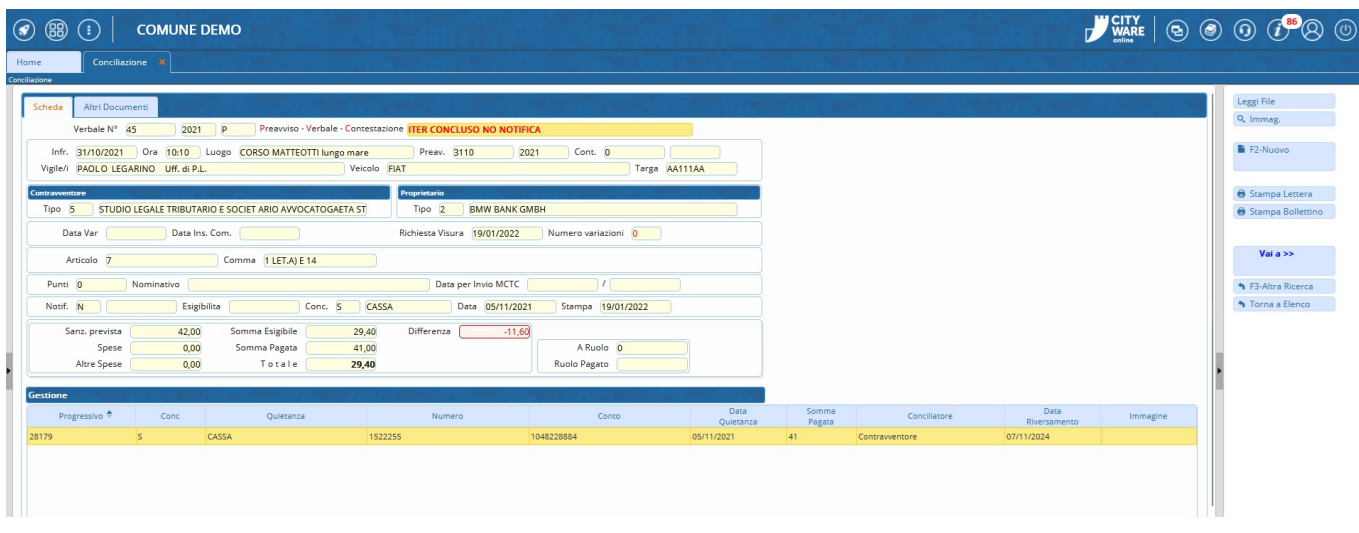 COMUNE DEMO
CITY WARE online
86
Home
Conciliazione ×
Conciliazione
Scheda
Altri Documenti
Verbale N° 45 2021 P Preavviso - Verbale - Contestazione ITER CONCLUSO NO NOTIFICA
Infr. 31/10/2021 Ora 10:10 Luogo CORSO MATTEOTTI lungo mare Preav. 3110 2021 Cont. 0
Vigile/i PAOLO LEGARINO Uff. di P.L. Veicolo FIAT Targa AA111AA
Contravventore
Proprietario
Tipo 5 STUDIO LEGALE TRIBUTARIO E SOCIET ARIO AVVOCATOGAETA ST
Tipo 2 BMW BANK GMBH
Data Var Data Ins. Com. Richiesta Visura 19/01/2022 Numero variazioni 0
Articolo 7 Comma 1 LET.A) E 14
Punti 0 Nominativo Data per Invio MCTC /
Notif. N Esigibilita Conc. S CASSA Data 05/11/2021 Stampa 19/01/2022
Sanz. prevista 42,00 Somma Esigibile 29,40 Differenza -11,60
Spese 0,00 Somma Pagata 41,00 A Ruolo 0
Altre Spese 0,00 Totale 29,40 Ruolo Pagato
Gestione
Progressivo Conc Quietanza Numero Conto Data Quietanza Somma Pagata Conciliatore Data Riversamento Immagine
28179 S CASSA 1522255 1048228884 05/11/2021 41 Contravventore 07/11/2024
Leggi File
Immag.
F2-Nuovo
Stampa Lettera
Stampa Bollettino
Vai a >>
F3-Altra Ricerca
Torna a Elenco